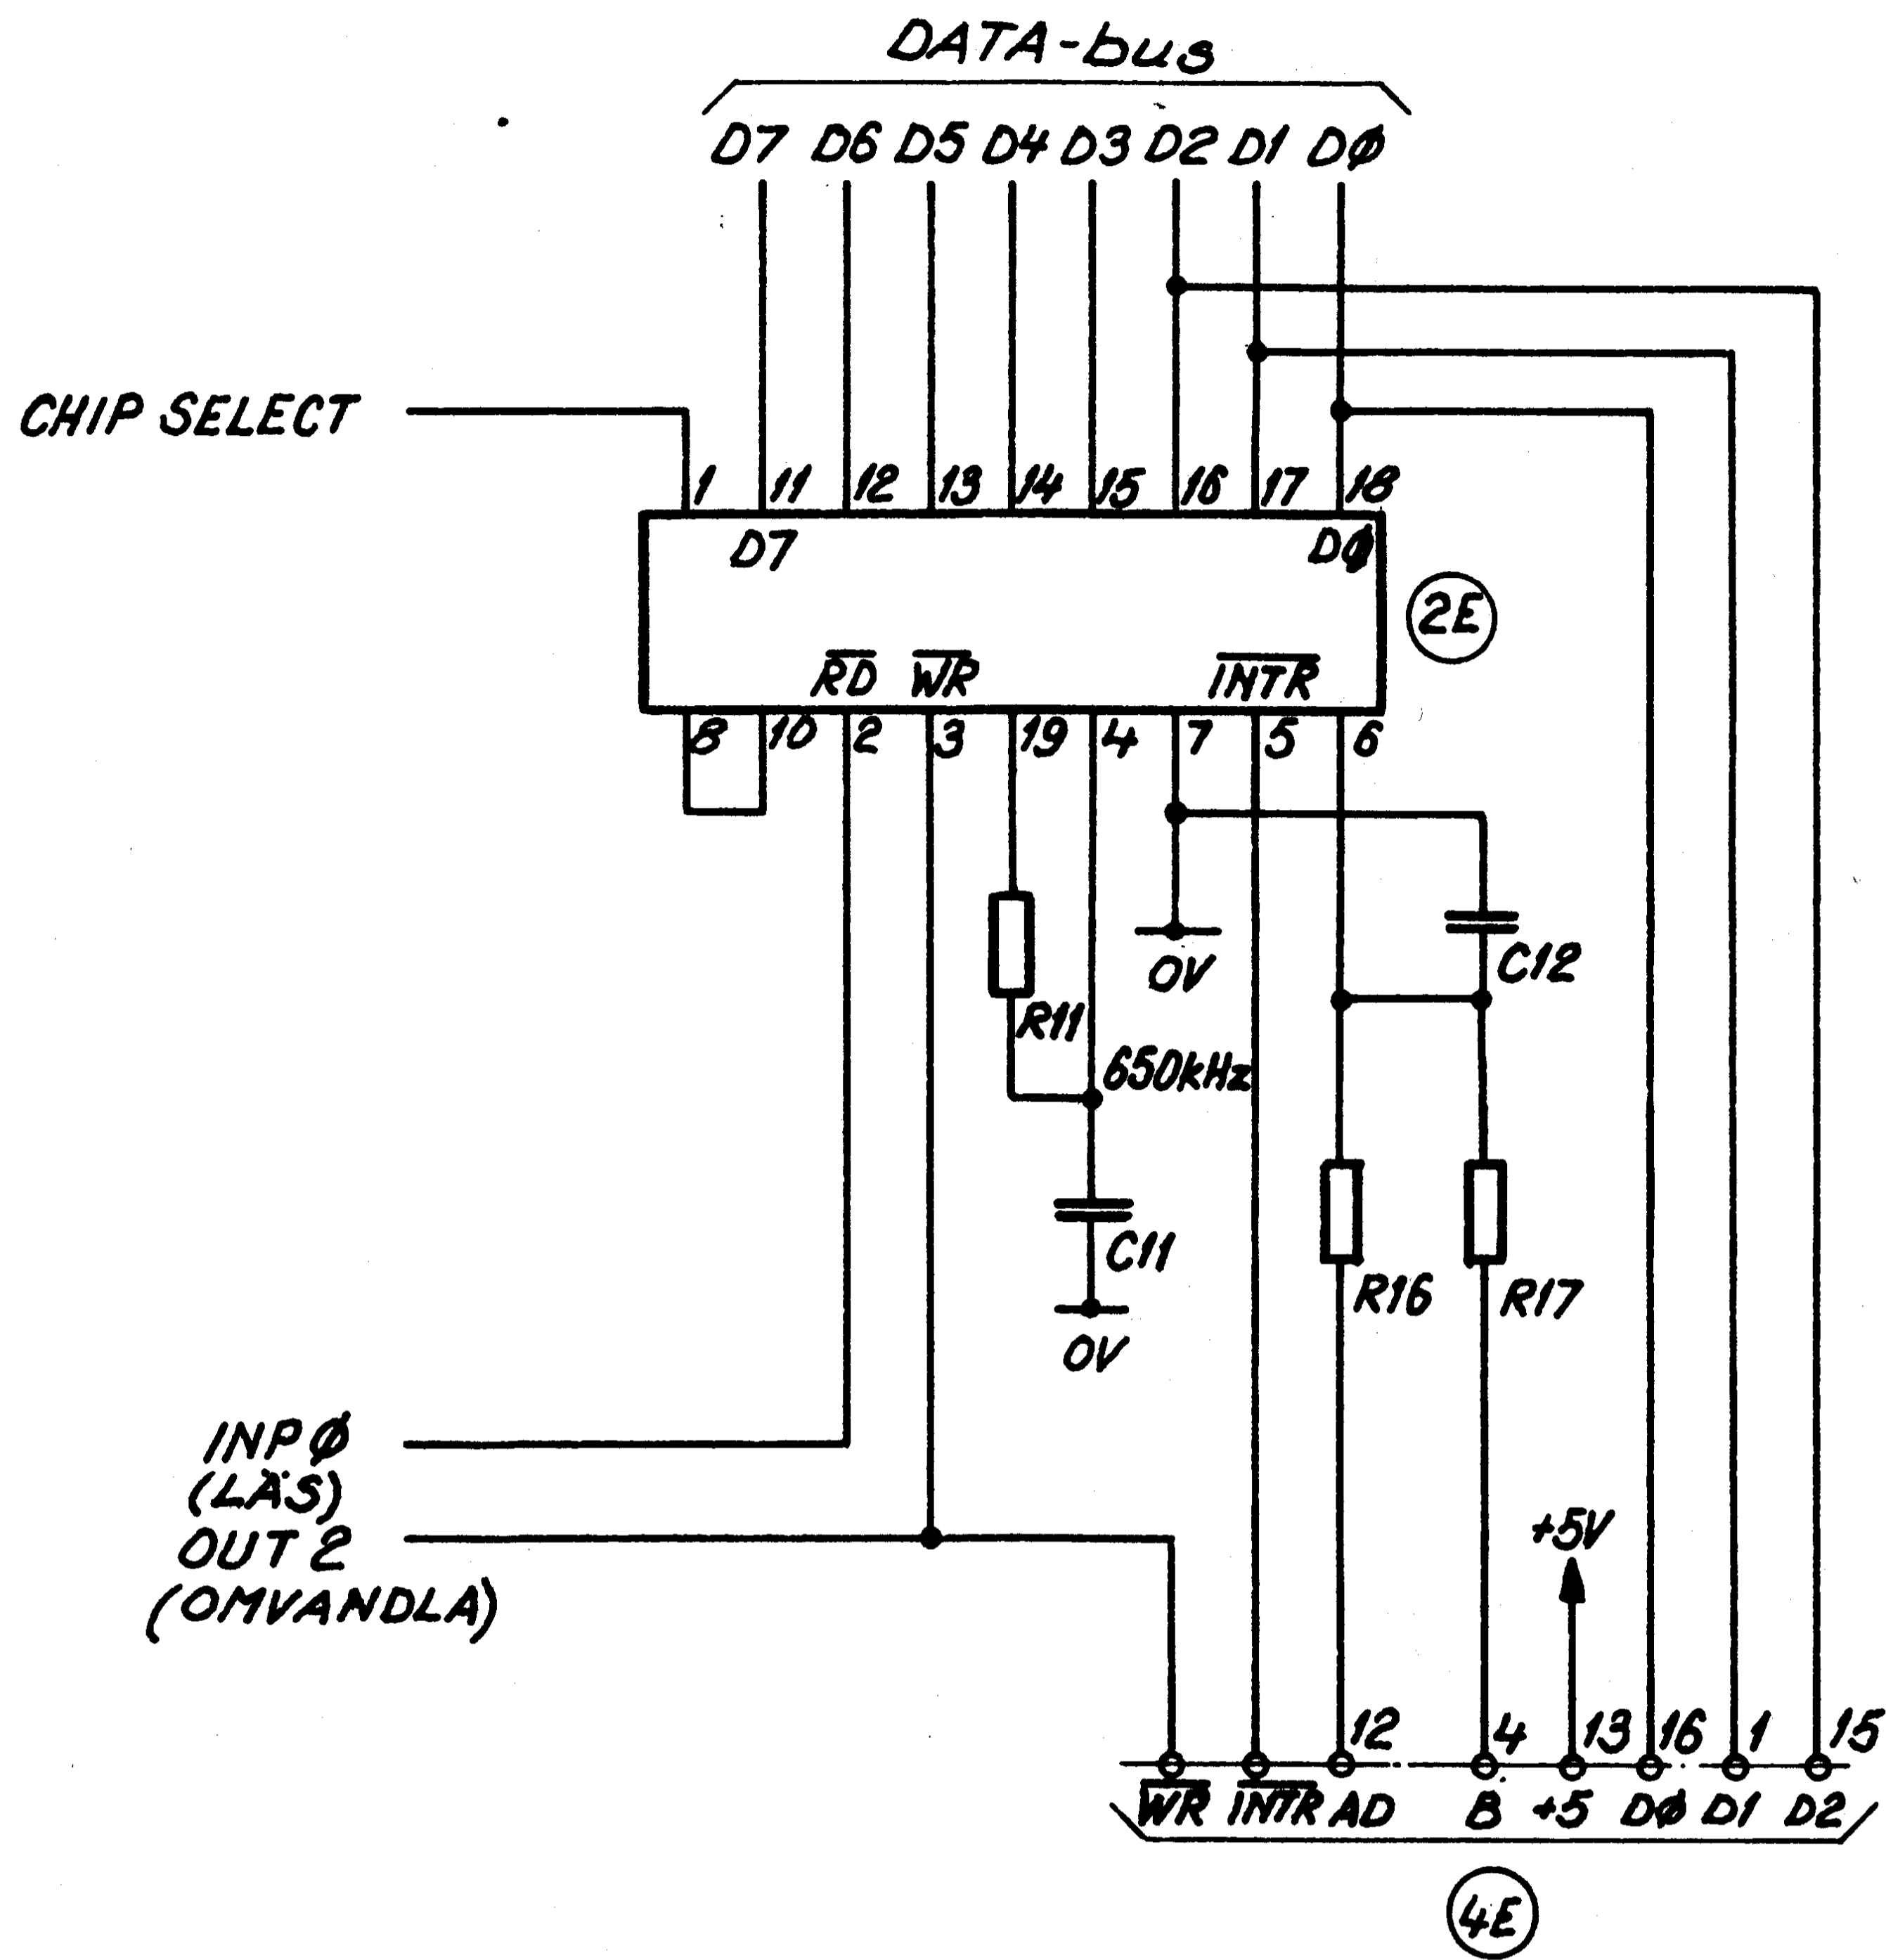 DATA-bus
D7 D6 D5 D4 D3 D2 D1 DØ
CHIP SELECT
1 11 12 13 14 15 16 17 18
D7 DØ
2E
RD WR INTR
8 10 2 3 19 4 7 5 6
0V
C12
R11
650kHz
C11
R16 R17
0V
INPØ
(LÄS)
OUT 2
(OMVANDLA)
+5V
12 4 13 16 1 15
WR INTR AD B +5 DØ D1 D2
4E